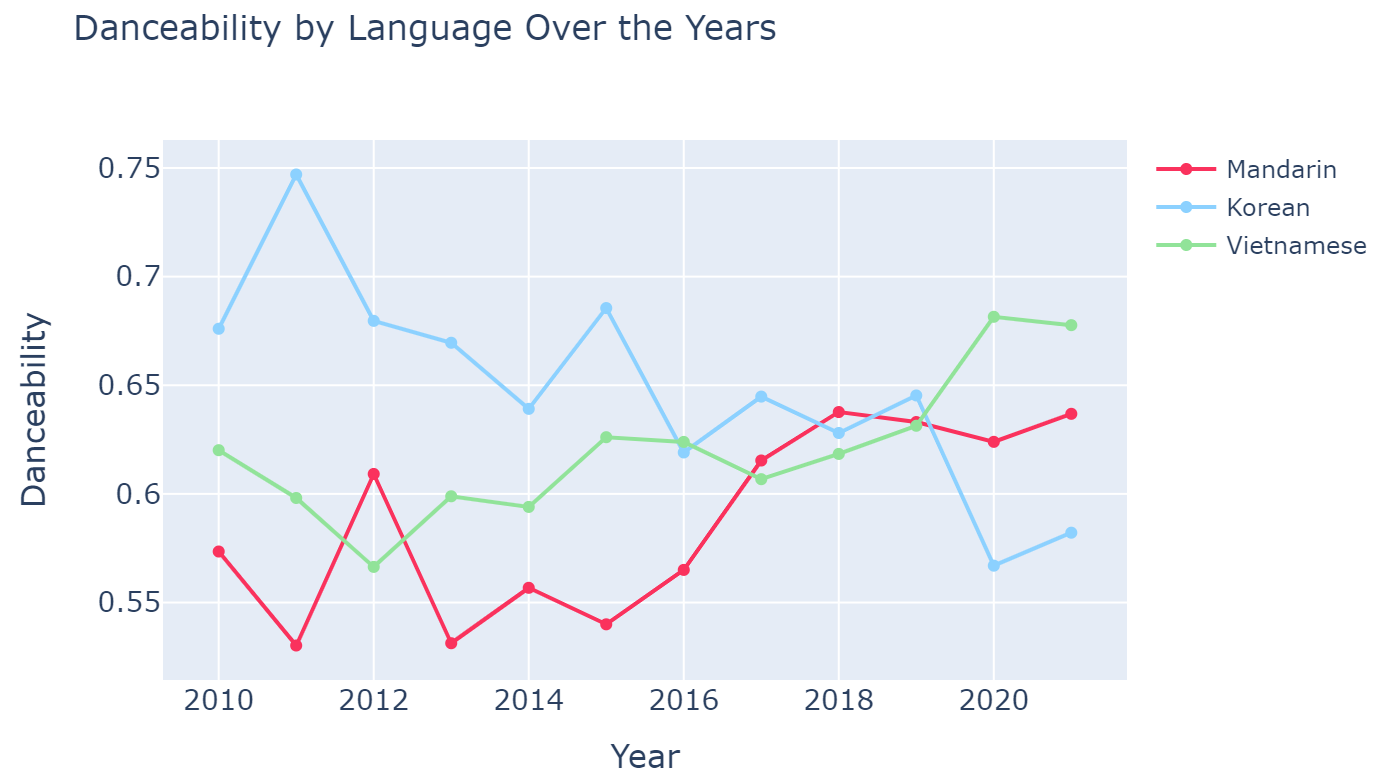 Danceability by Language Over the Years
0.75
0.7
0.65
0.6
0.55
Danceability
2010 2012 2014 2016 2018 2020
Year
Mandarin
Korean
Vietnamese